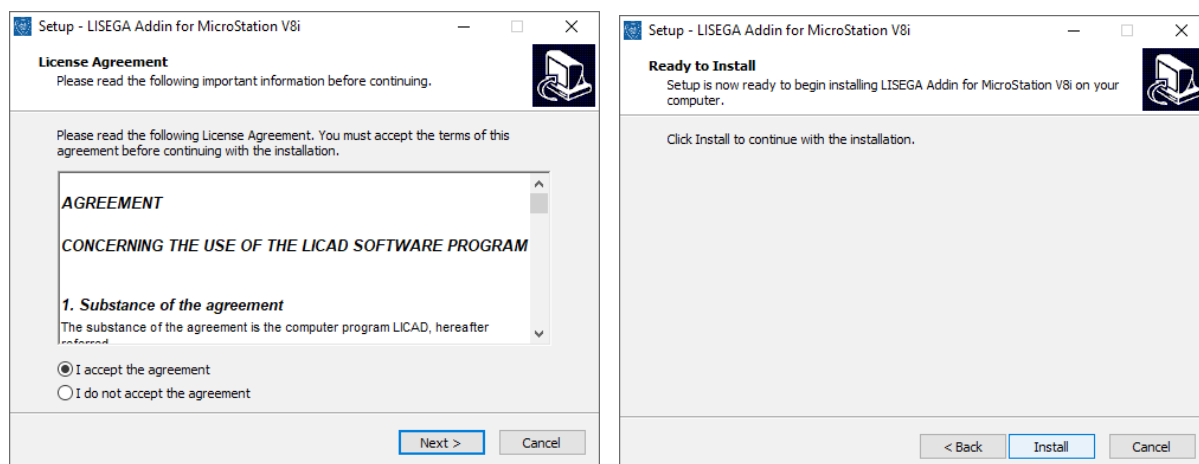 Setup - LISEGA Addin for MicroStation V8i
License Agreement
Please read the following important information before continuing.
Please read the following License Agreement. You must accept the terms of this
agreement before continuing with the installation.
AGREEMENT
CONCERNING THE USE OF THE LICAD SOFTWARE PROGRAM
1. Substance of the agreement
The substance of the agreement is the computer program LICAD, hereafter
I accept the agreement
I do not accept the agreement
Next >
Cancel
Setup - LISEGA Addin for MicroStation V8i
Ready to Install
Setup is now ready to begin installing LISEGA Addin for MicroStation V8i on your
computer.
Click Install to continue with the installation.
< Back
Install
Cancel